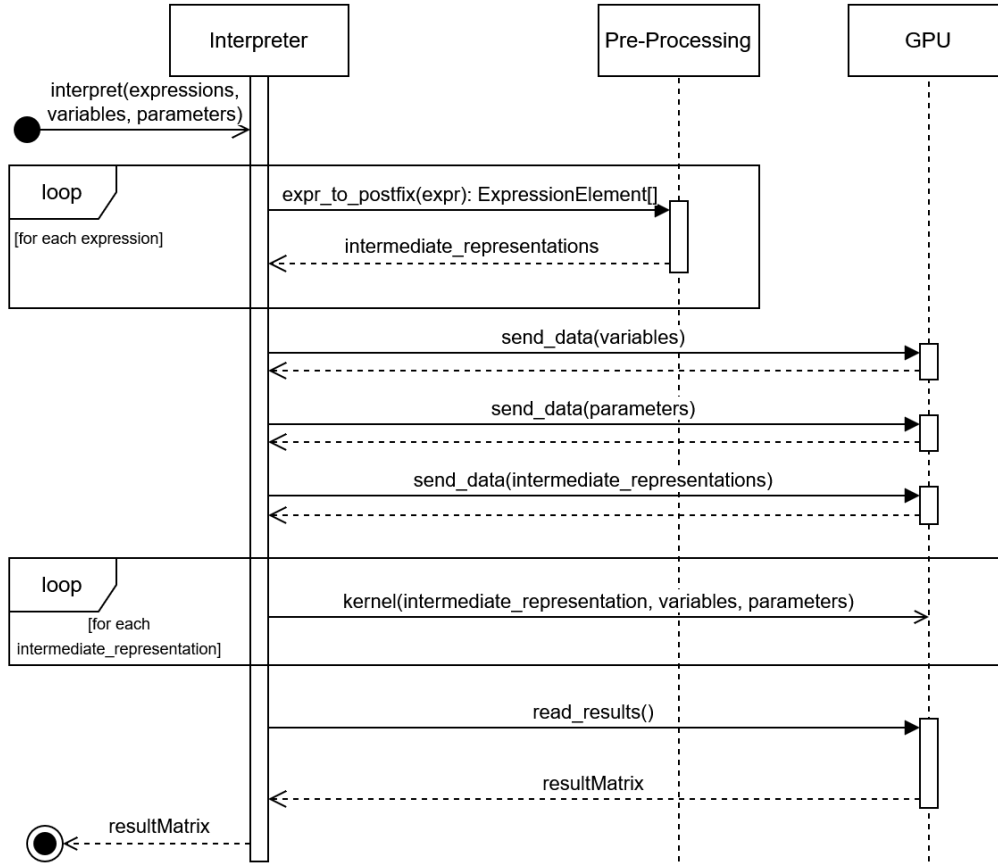 Interpreter
Pre-Processing
GPU
interpret(expressions,
variables, parameters)
loop
[for each expression]
expr_to_postfix(expr): ExpressionElement[]
intermediate_representations
send_data(variables)
send_data(parameters)
send_data(intermediate_representations)
loop
[for each
intermediate_representation]
kernel(intermediate_representation, variables, parameters)
read_results()
resultMatrix
resultMatrix